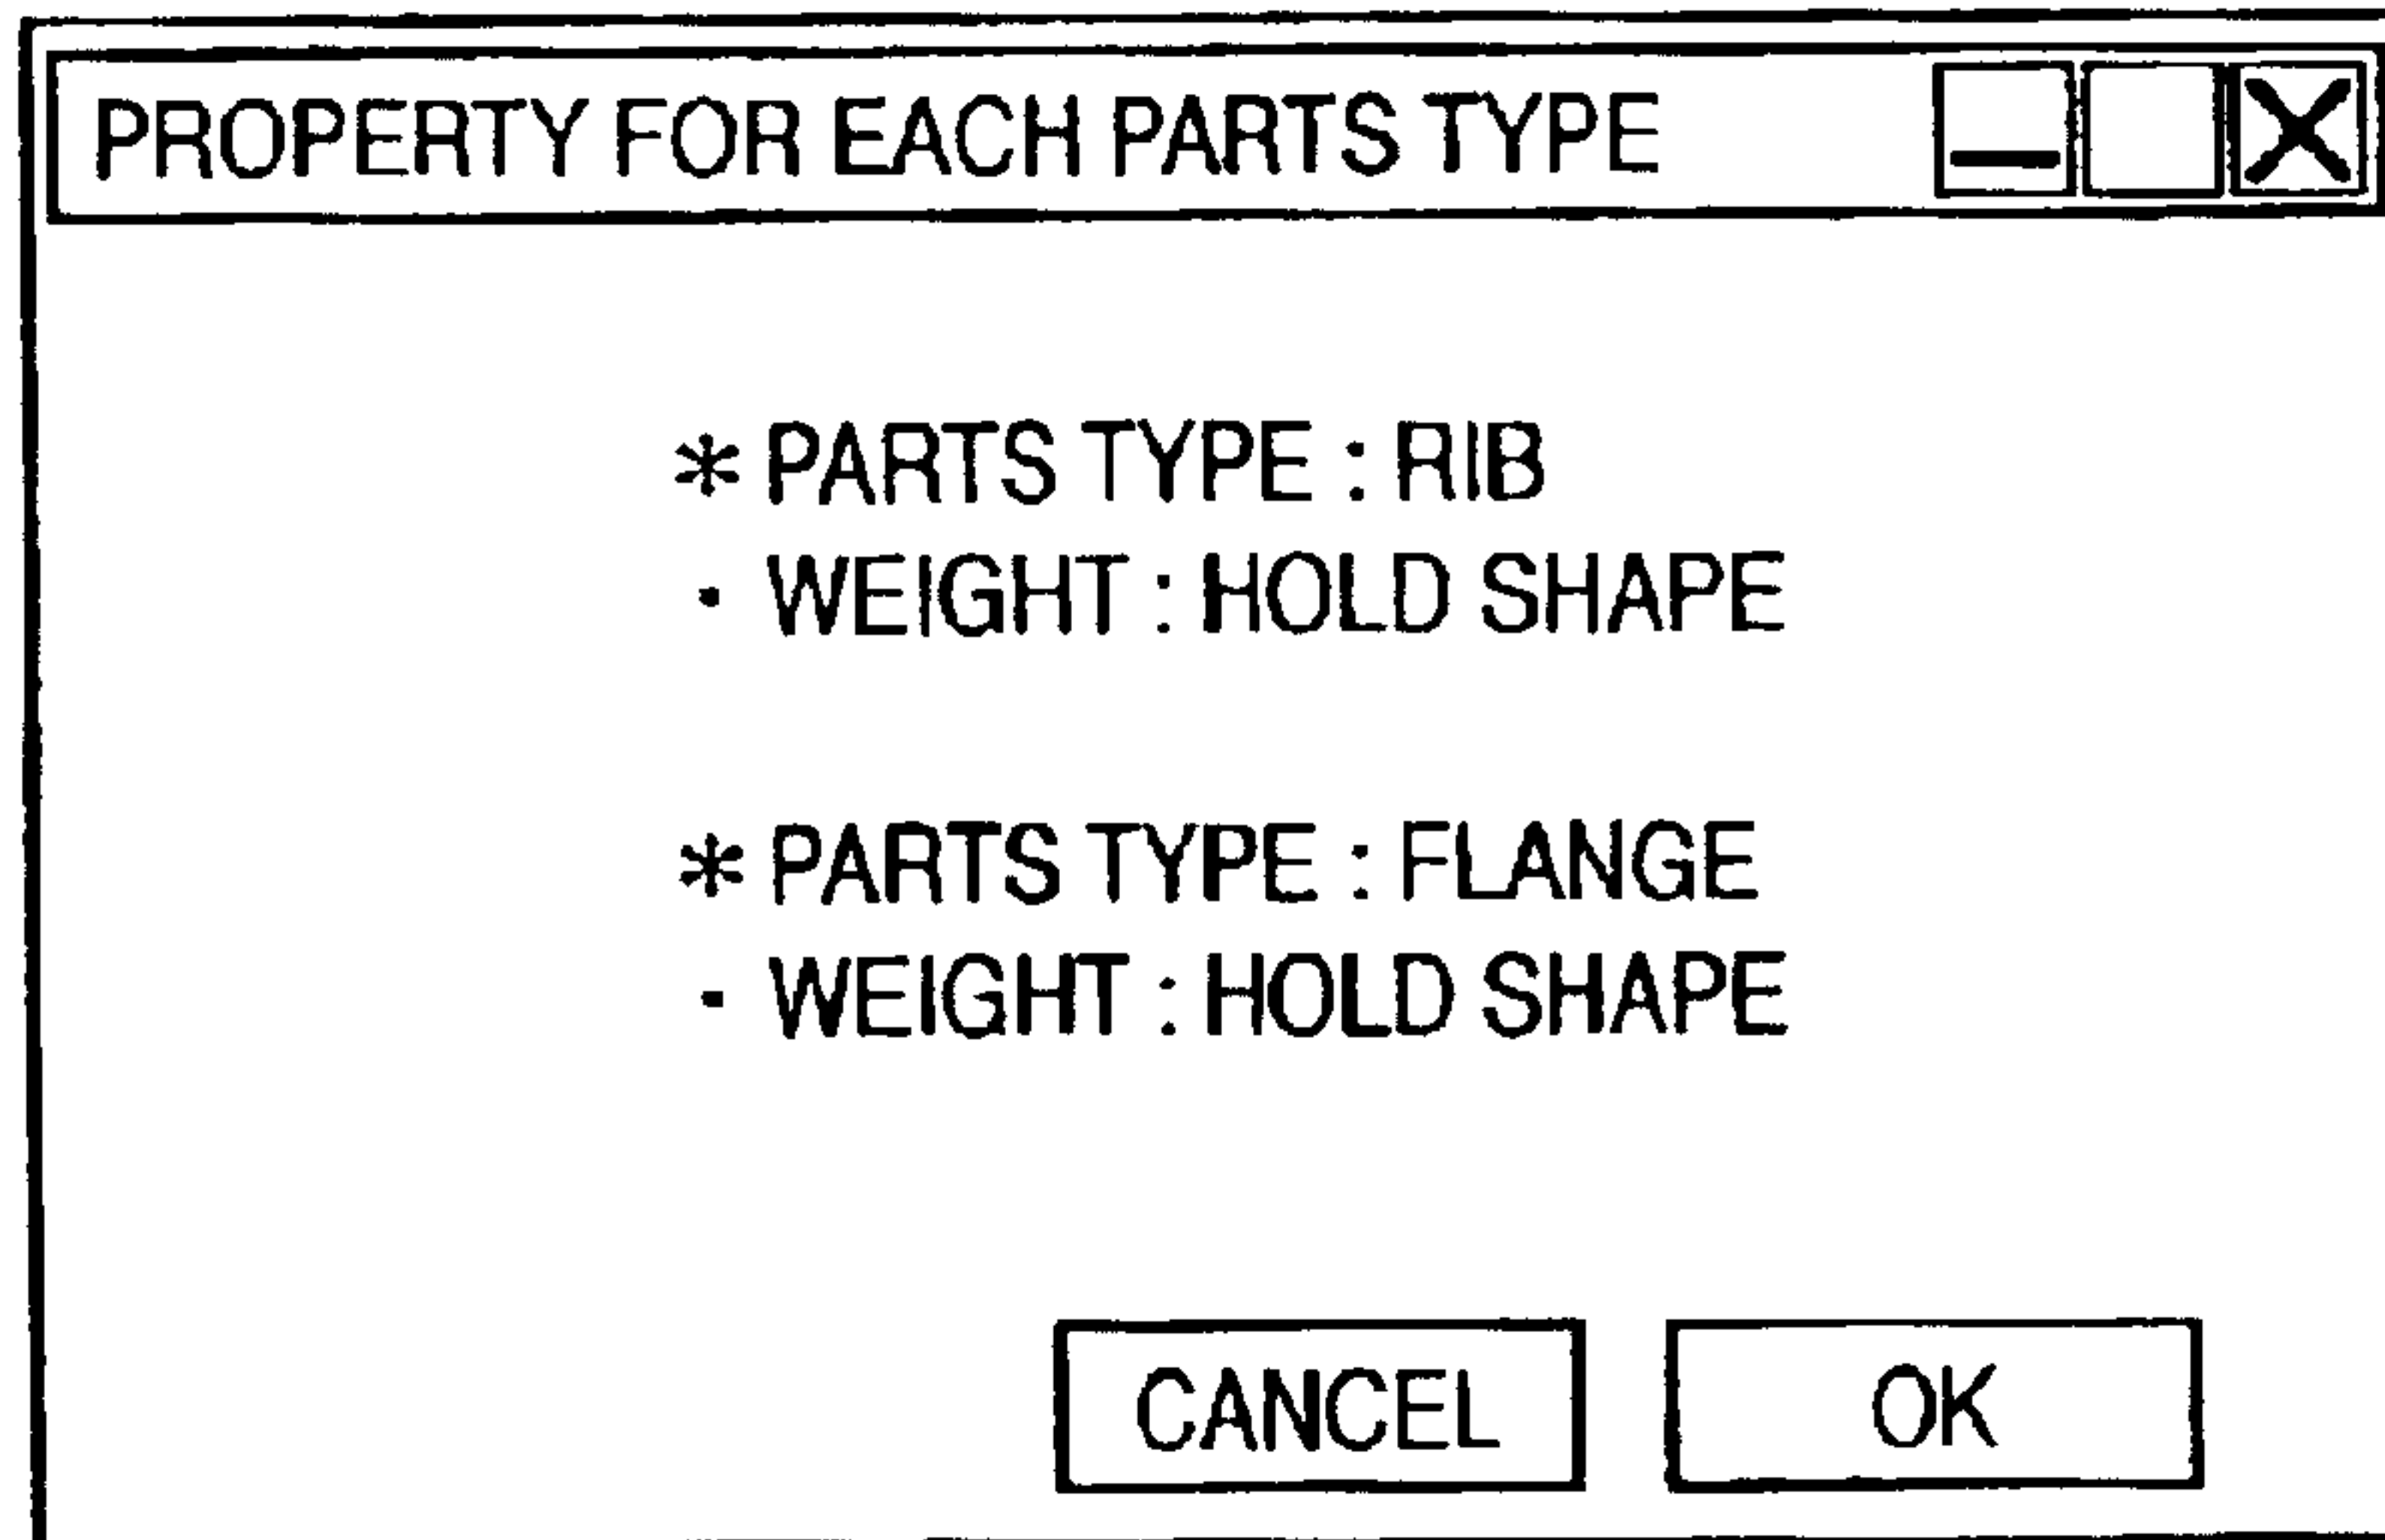 PROPERTY FOR EACH PARTS TYPE
* PARTS TYPE : RIB
· WEIGHT : HOLD SHAPE
* PARTS TYPE : FLANGE
· WEIGHT : HOLD SHAPE
CANCEL OK